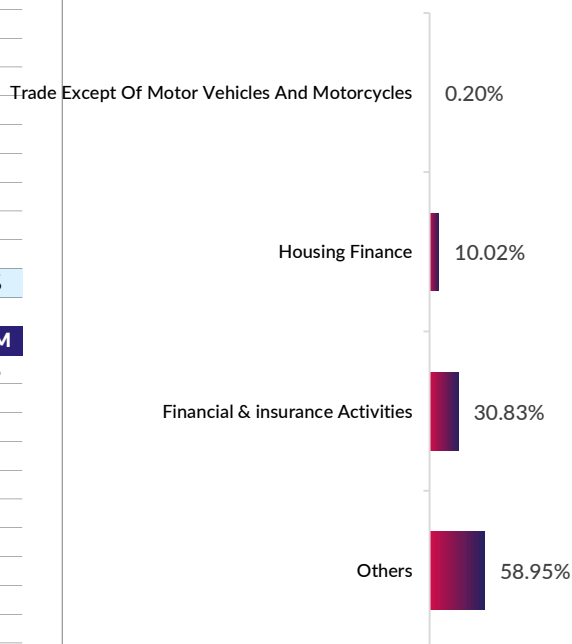 Trade Except Of Motor Vehicles And Motorcycles 0.20%
Housing Finance 10.02%
M
Financial & insurance Activities 30.83%
Others 58.95%